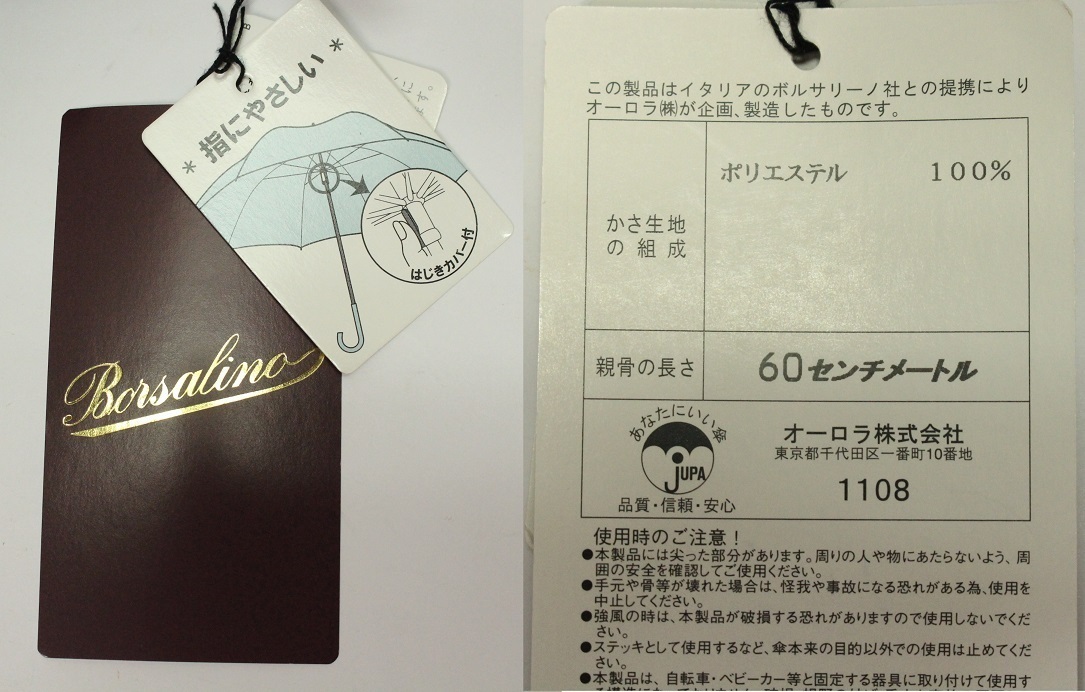 * 指にやさしい *
はじきカバー付
Borsalino
この製品はイタリアのボルサリーノ社との提携により
オーロラ㈱が企画、製造したものです。
かさ生地
の組成
ポリエステル 100%
親骨の長さ
60センチメートル
あなたにいい傘
JUPA
品質・信頼・安心
オーロラ株式会社
東京都千代田区一番町10番地
1108
使用時のご注意！
●本製品には尖った部分があります。周りの人や物にあたらないよう、周
囲の安全を確認してご使用ください。
●手元や骨等が壊れた場合は、怪我や事故になる恐れがある為、使用を
中止してください。
●強風の時は、本製品が破損する恐れがありますので使用しないでくだ
さい。
●ステッキとして使用するなど、傘本来の目的以外での使用は止めてくだ
さい。
●本製品は、自転車・ベビーカー等と固定する器具に取り付けて使用す